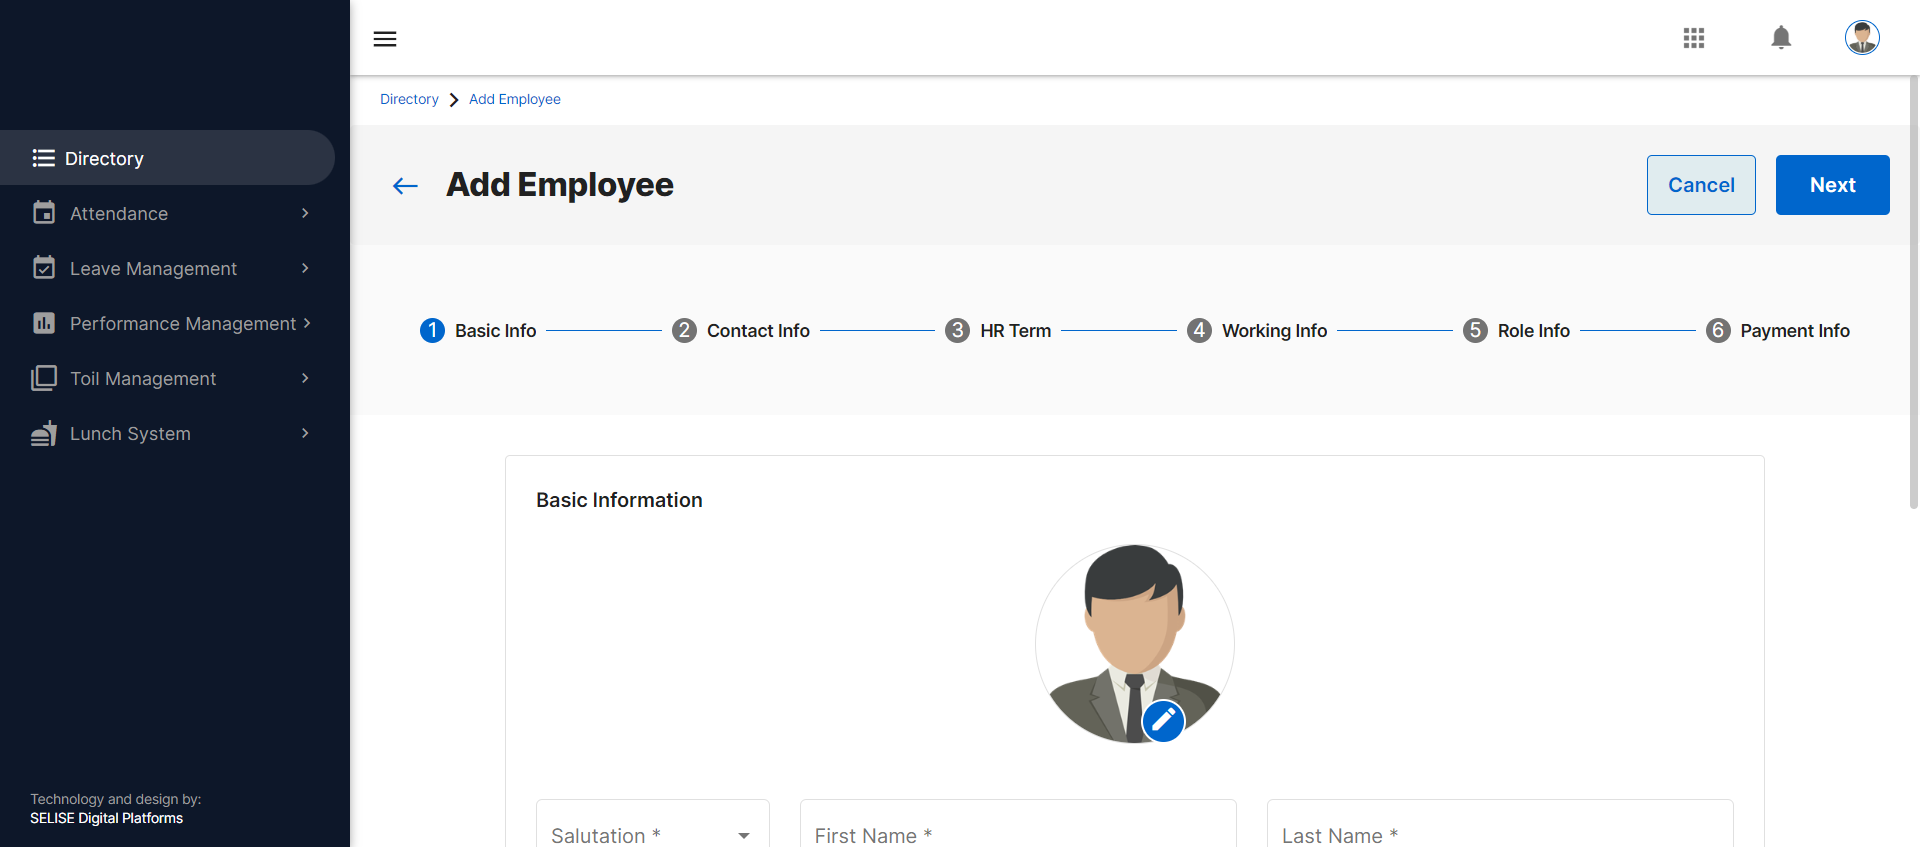 Directory
Attendance
Leave Management
Performance Management
Toil Management
Lunch System
Technology and design by:
SELISE Digital Platforms
Directory Add Employee
Add Employee
Cancel
Next
1 Basic Info 2 Contact Info 3 HR Term 4 Working Info 5 Role Info 6 Payment Info
Basic Information
Salutation * First Name * Last Name *